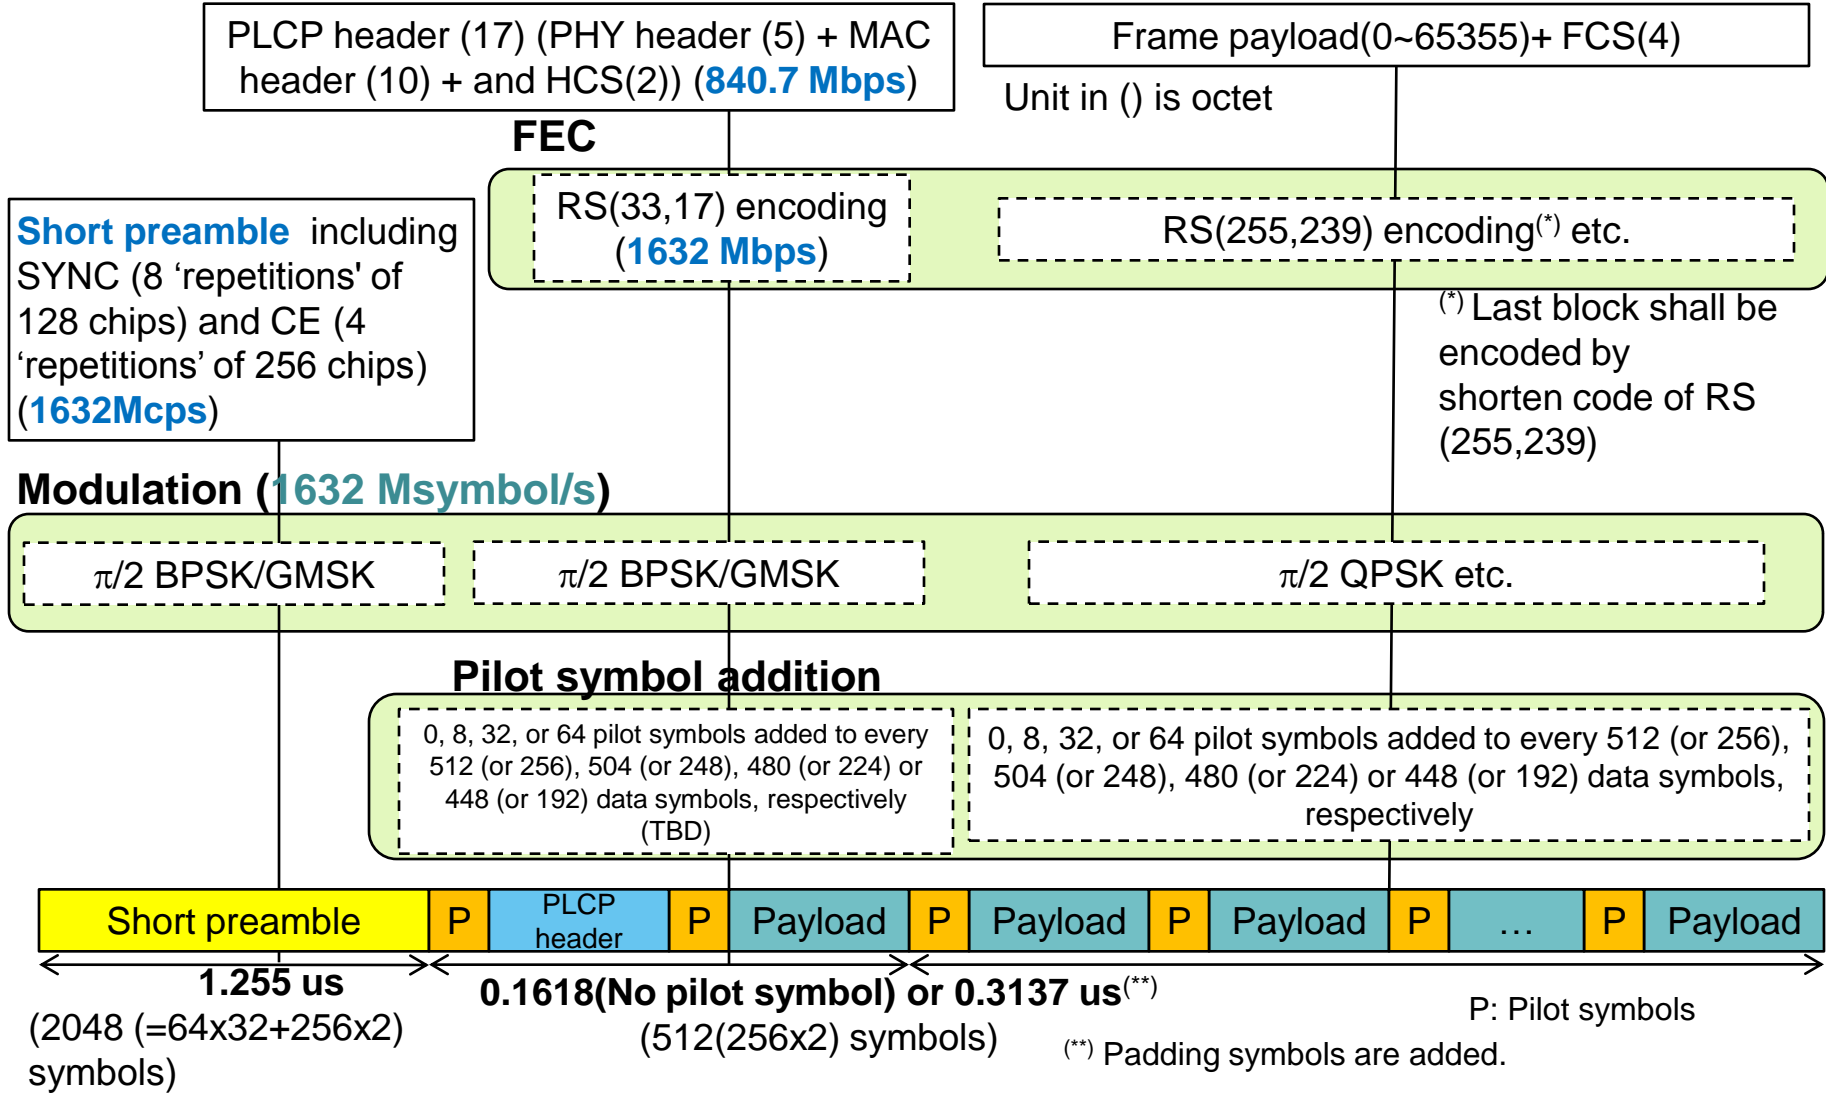 PLCP header (17) (PHY header (5) + MAC
header (10) + and HCS(2)) (840.7 Mbps)
Frame payload(0~65355)+ FCS(4)
Unit in () is octet
FEC
RS(33,17) encoding
(1632 Mbps)
RS(255,239) encoding(*) etc.
Short preamble including
SYNC (8 ‘repetitions' of
128 chips) and CE (4
‘repetitions’ of 256 chips)
(1632Mcps)
(*) Last block shall be
encoded by
shorten code of RS
(255,239)
Modulation (1632 Msymbol/s)
π/2 BPSK/GMSK
π/2 BPSK/GMSK
π/2 QPSK etc.
Pilot symbol addition
0, 8, 32, or 64 pilot symbols added to every
512 (or 256), 504 (or 248), 480 (or 224) or
448 (or 192) data symbols, respectively
(TBD)
0, 8, 32, or 64 pilot symbols added to every 512 (or 256),
504 (or 248), 480 (or 224) or 448 (or 192) data symbols,
respectively
Short preamble
P
PLCP
header
P
Payload
P
Payload
P
Payload
P
...
P
Payload
1.255 us
(2048 (=64x32+256x2)
symbols)
0.1618(No pilot symbol) or 0.3137 us(**)
(512(256x2) symbols)
P: Pilot symbols
(**) Padding symbols are added.